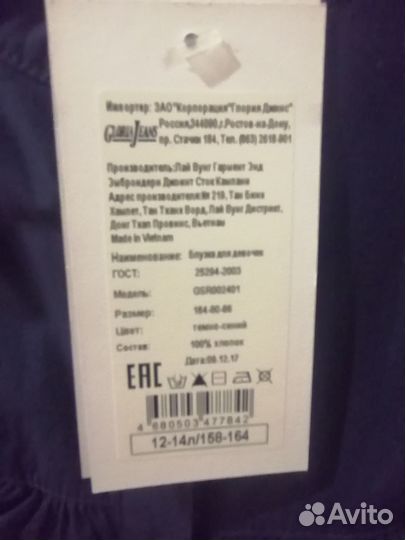 Импортер: ЗАО"Корпорация"Глория Джинс"
GLORIA JEANS
Россия,344090,г.Ростов-на-Дону,
пр. Стачки 184, Тел. (863) 2618-901
Производитель:Лай Вунг Гармент Энд
Эмбройдери Джоинт Сток Кампани
Адрес производителя:№ 219, Тан Бинх
Хамлет, Тан Тханх Ворд, Лай Вунг Дистрикт,
Донг Тхап Провинс, Вьетнам
Made in Vietnam
Наименование: Блузка для девочек
ГОСТ: 25294-2003
Модель: GSR002401
Размер: 164-80-66
Цвет: темно-синий
Состав: 100% хлопок
Дата:08.12.17
EAC
4 680503 477842
12-14л/158-164
Avito